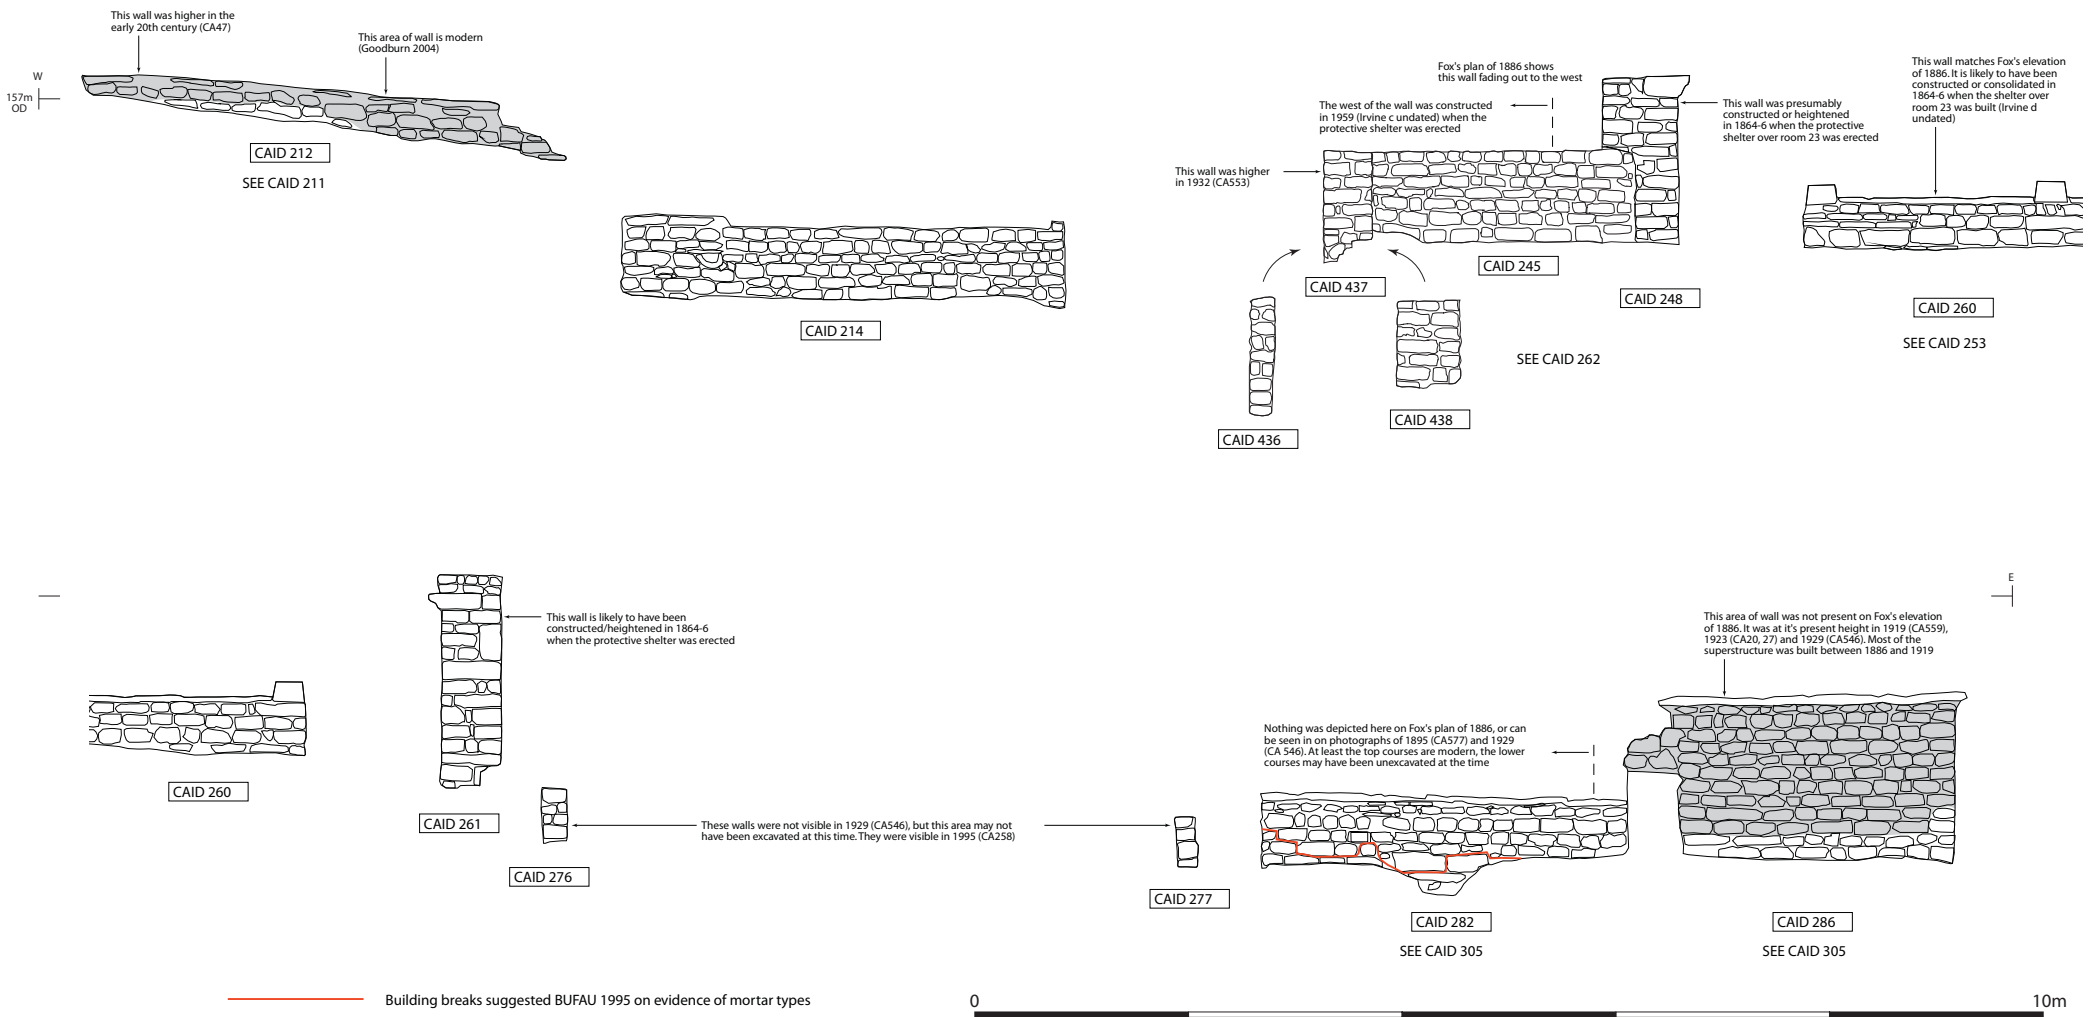 This wall was higher in the
early 20th century (CA47)
This area of wall is modern
(Goodburn 2004)
W
157m
OD
CAID 212
SEE CAID 211
CAID 214
Fox's plan of 1886 shows
this wall fading out to the west
The west of the wall was constructed
in 1959 (Irvine c undated) when the
protective shelter was erected
This wall was higher
in 1932 (CA553)
This wall was presumably
constructed or heightened
in 1864-6 when the protective
shelter over room 23 was erected
This wall matches Fox's elevation
of 1886. It is likely to have been
constructed or consolidated in
1864-6 when the shelter over
room 23 was built (Irvine d
undated)
CAID 437
CAID 245
CAID 248
CAID 260
SEE CAID 253
SEE CAID 262
CAID 436
CAID 438
E
This wall is likely to have been
constructed/heightened in 1864-6
when the protective shelter was erected
CAID 260
CAID 261
CAID 276
These walls were not visible in 1929 (CA546), but this area may not
have been excavated at this time. They were visible in 1995 (CA258)
CAID 277
Nothing was depicted here on Fox's plan of 1886, or can
be seen in on photographs of 1895 (CA577) and 1929
(CA 546). At least the top courses are modern, the lower
courses may have been unexcavated at the time
This area of wall was not present on Fox's elevation
of 1886. It was at it's present height in 1919 (CA559),
1923 (CA20, 27) and 1929 (CA546). Most of the
superstructure was built between 1886 and 1919
CAID 282
SEE CAID 305
CAID 286
SEE CAID 305
Building breaks suggested BUFAU 1995 on evidence of mortar types
0
10m